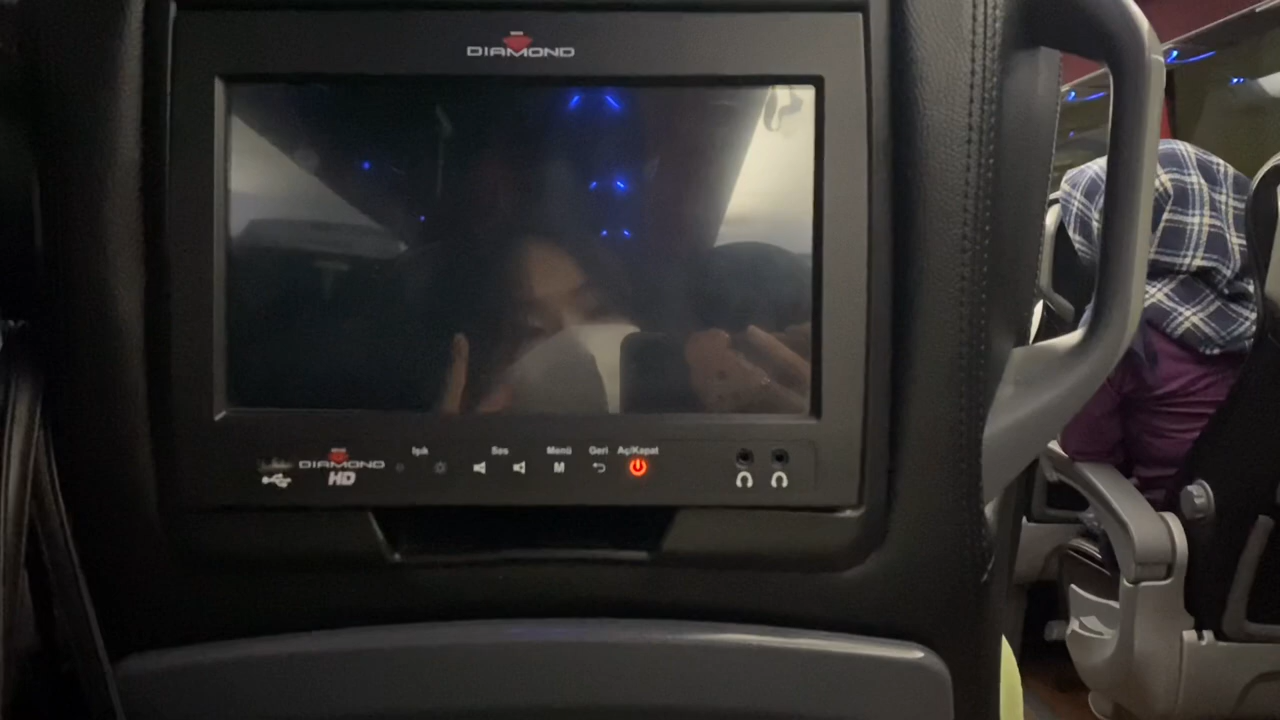 DIAMOND
DIAMOND
HD
Işık
Ses
Menü
M
Geri
Aç/Kapat